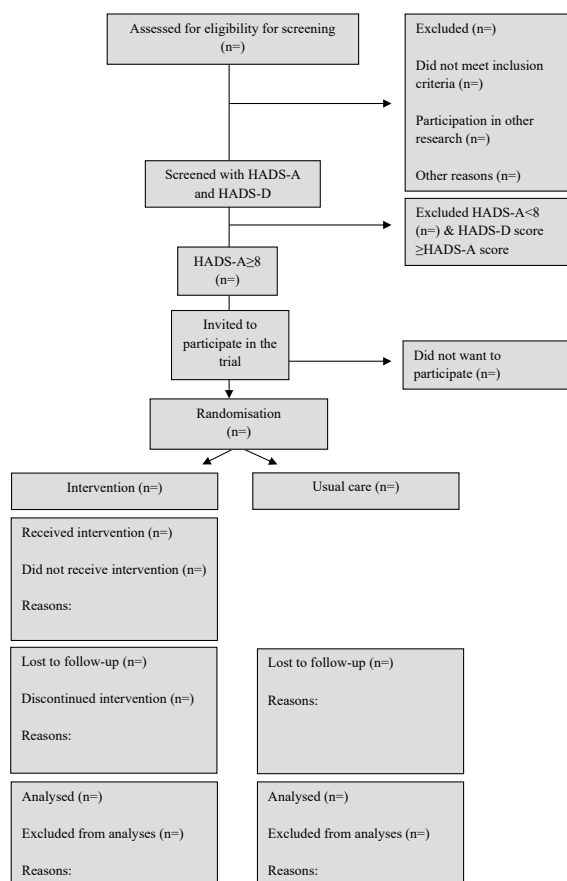 Assessed for eligibility for screening
(n=)
Excluded (n=)
Did not meet inclusion
criteria (n=)
Participation in other
research (n=)
Other reasons (n=)
Screened with HADS-A
and HADS-D
Excluded HADS-A<8
(n=) & HADS-D score
≥HADS-A score
HADS-A≥8
(n=)
Invited to
participate in the
trial
Did not want to
participate (n=)
Randomisation
(n=)
Intervention (n=)
Usual care (n=)
Received intervention (n=)
Did not receive intervention (n=)
Reasons:
Lost to follow-up (n=)
Discontinued intervention (n=)
Reasons:
Lost to follow-up (n=)
Reasons:
Analysed (n=)
Excluded from analyses (n=)
Reasons:
Analysed (n=)
Excluded from analyses (n=)
Reasons: